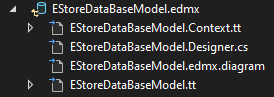 EStoreDataBaseModel.edmx
EStoreDataBaseModel.Context.tt
EStoreDataBaseModel.Designer.cs
EStoreDataBaseModel.edmx.diagram
EStoreDataBaseModel.tt